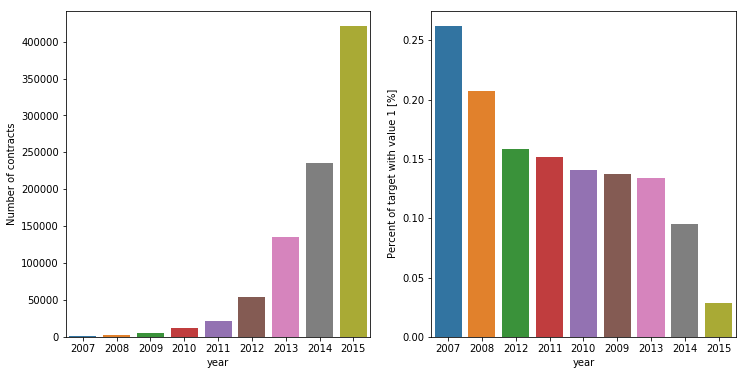 Number of contracts
400000
350000
300000
250000
200000
150000
100000
50000
0
2007 2008 2009 2010 2011 2012 2013 2014 2015
year
Percent of target with value 1 [%]
0.25
0.20
0.15
0.10
0.05
0.00
2007 2008 2012 2011 2010 2009 2013 2014 2015
year